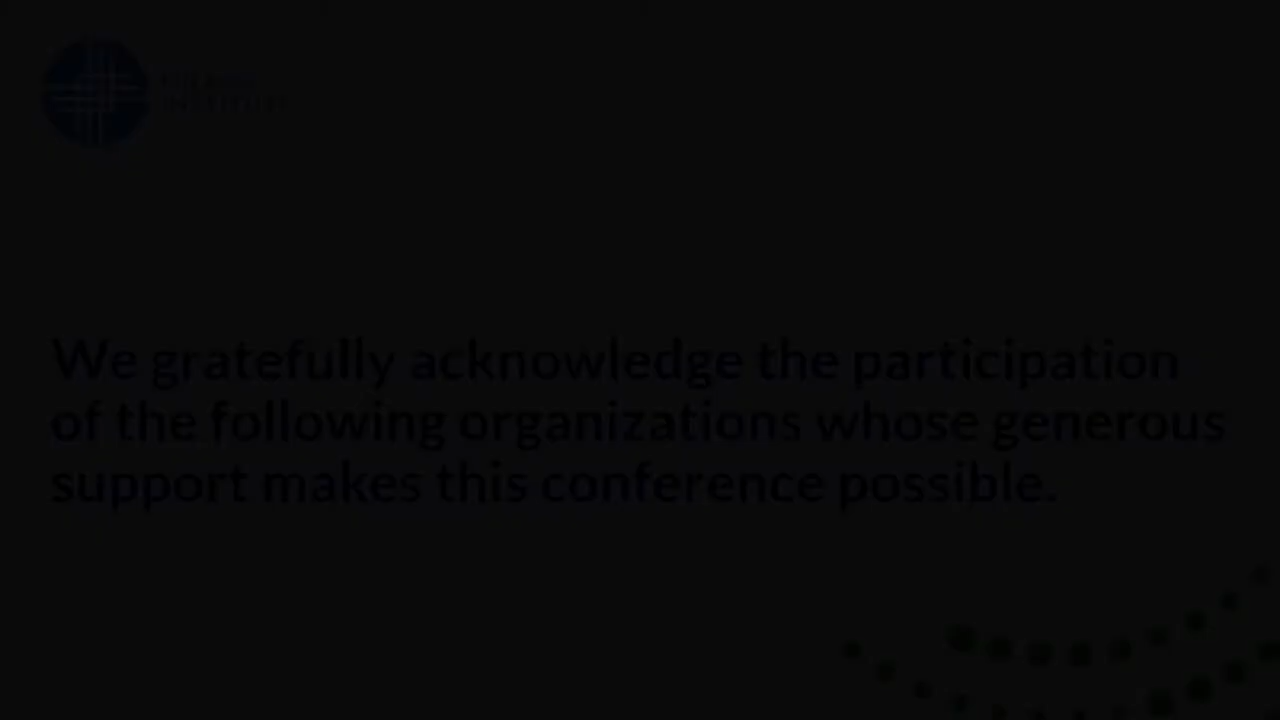 We gratefully acknowledge the participation
of the following organizations whose generous
support makes this conference possible.